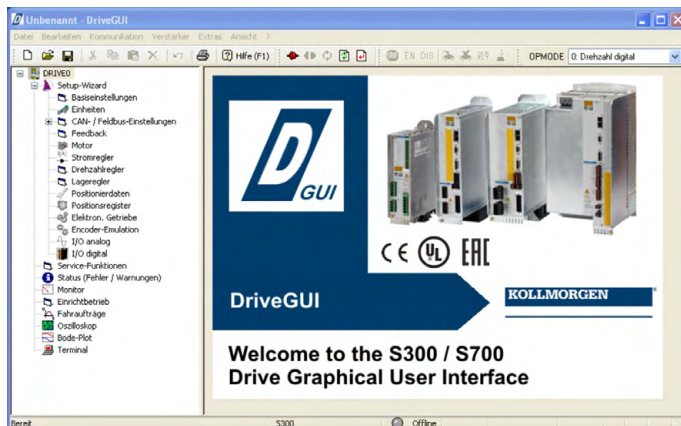 Unbenannt - DriveGUI
Datei Bearbeiten Kommunikation Verstärker Extras Ansicht ?
Hilfe (F1) EN DIS OPMODE 0: Drehzahl digital
DRIVE0
Setup-Wizard
Basiseinstellungen
Einheiten
CAN- / Feldbus-Einstellungen
Feedback
Motor
Stromregler
Drehzahlregler
Lageregler
Positionierdaten
Positionsregister
Elektron. Getriebe
Encoder-Emulation
I/O analog
I/O digital
Service-Funktionen
Status (Fehler / Warnungen)
Monitor
Einrichtbetrieb
Fahraufträge
Oszilloskop
Bode-Plot
Terminal
D
GUI
CE UL EAC
DriveGUI
KOLLMORGEN
Welcome to the S300 / S700
Drive Graphical User Interface
Bereit S300 Offline